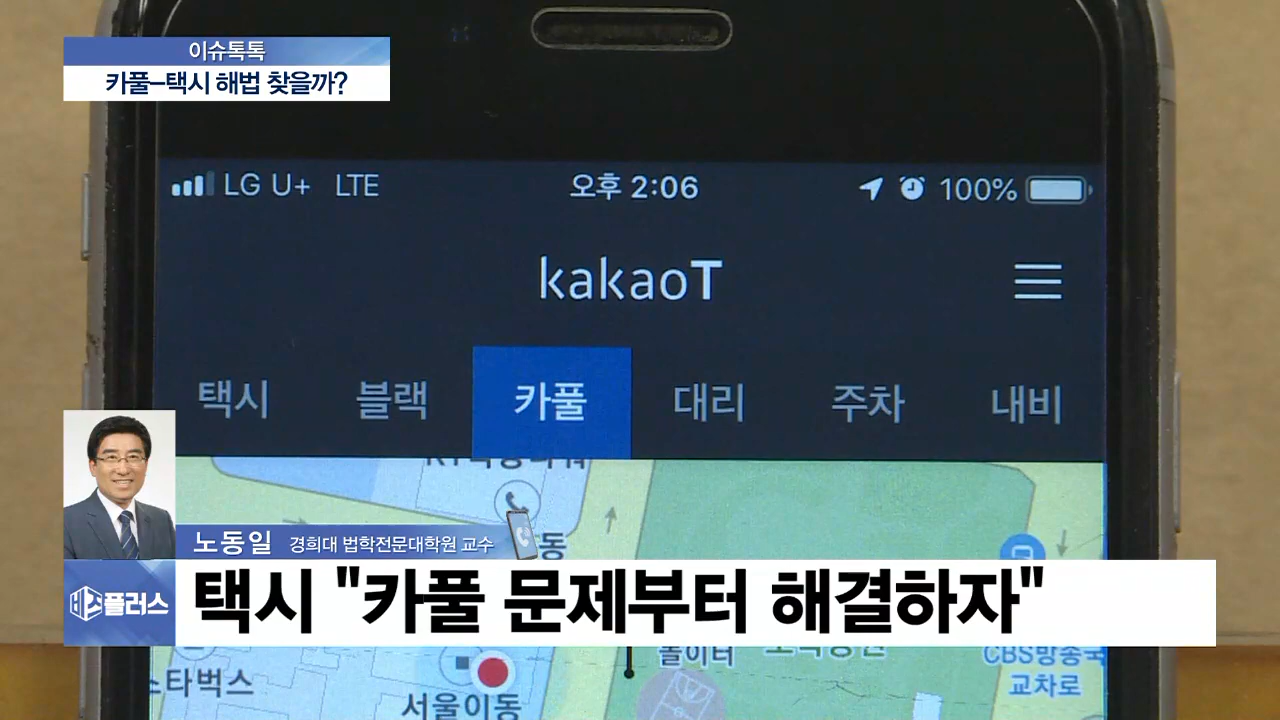 이슈톡톡
카풀-택시 해법 찾을까?
LG U+ LTE 오후 2:06 100%
kakaoT
택시 블랙 카풀 대리 주차 내비
동
노동일 경희대 법학전문대학원 교수
비즈플러스
택시 "카풀 문제부터 해결하자"
놀이터
CBS방송국
교차로
스타벅스
서울이동